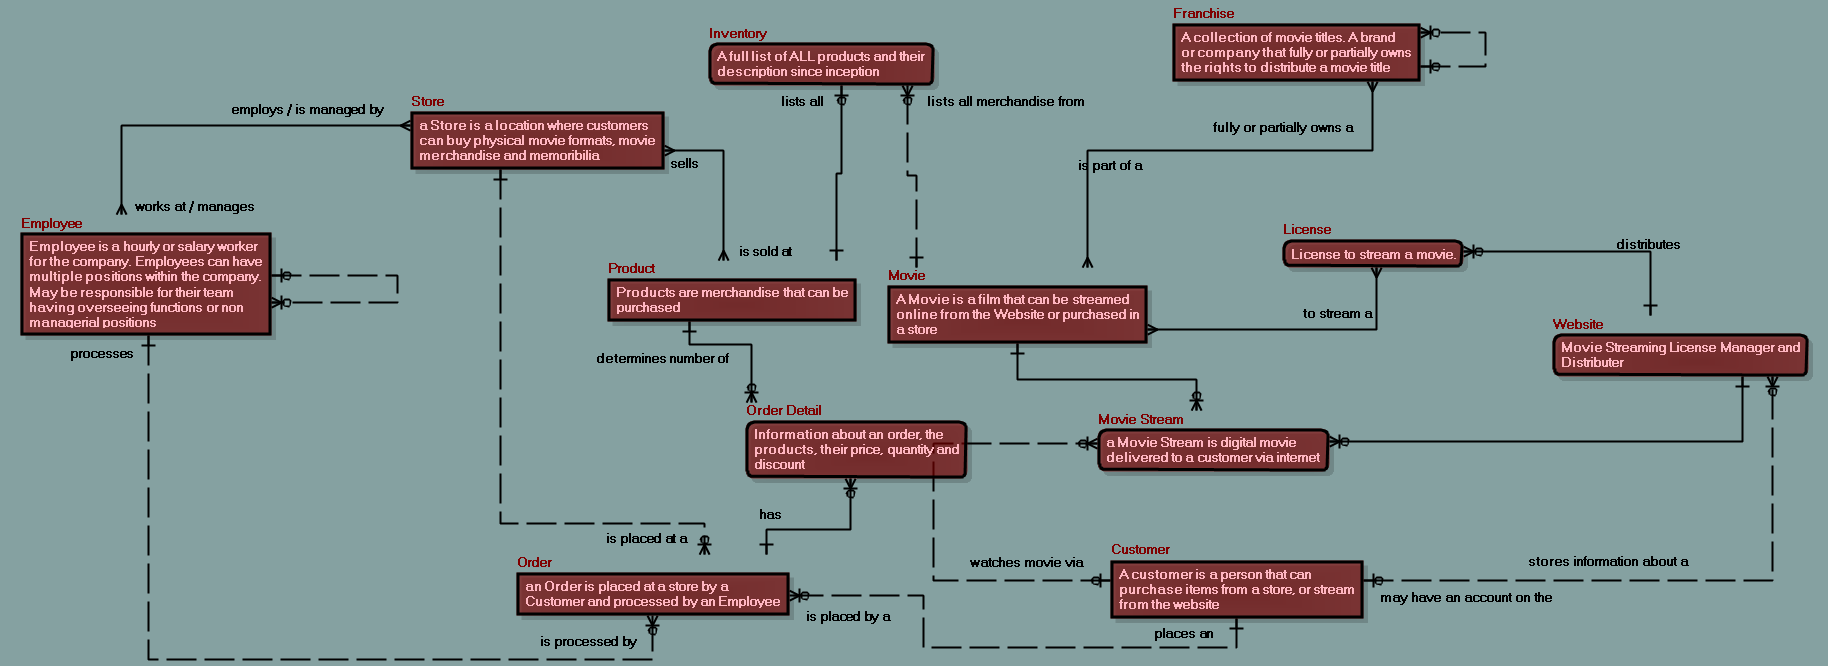 Franchise
A collection of movie titles. A brand
or company that fully or partially owns
the rights to distribute a movie title
Inventory
A full list of ALL products and their
description since inception
lists all
lists all merchandise from
employs / is managed by
Store
a Store is a location where customers
can buy physical movie formats, movie
merchandise and memoribilia
sells
fully or partially owns a
is part of a
works at / manages
Employee
Employee is a hourly or salary worker
for the company. Employees can have
multiple positions within the company.
May be responsible for their team
having overseeing functions or non
managerial positions
is sold at
Product
Products are merchandise that can be
purchased
Movie
A Movie is a film that can be streamed
online from the Website or purchased in
a store
License
License to stream a movie.
distributes
to stream a
Website
Movie Streaming License Manager and
Distributer
processes
determines number of
Order Detail
Information about an order, the
products, their price, quantity and
discount
Movie Stream
a Movie Stream is digital movie
delivered to a customer via internet
has
is placed at a
Order
an Order is placed at a store by a
Customer and processed by an Employee
is placed by a
is processed by
watches movie via
Customer
A customer is a person that can
purchase items from a store, or stream
from the website
places an
stores information about a
may have an account on the